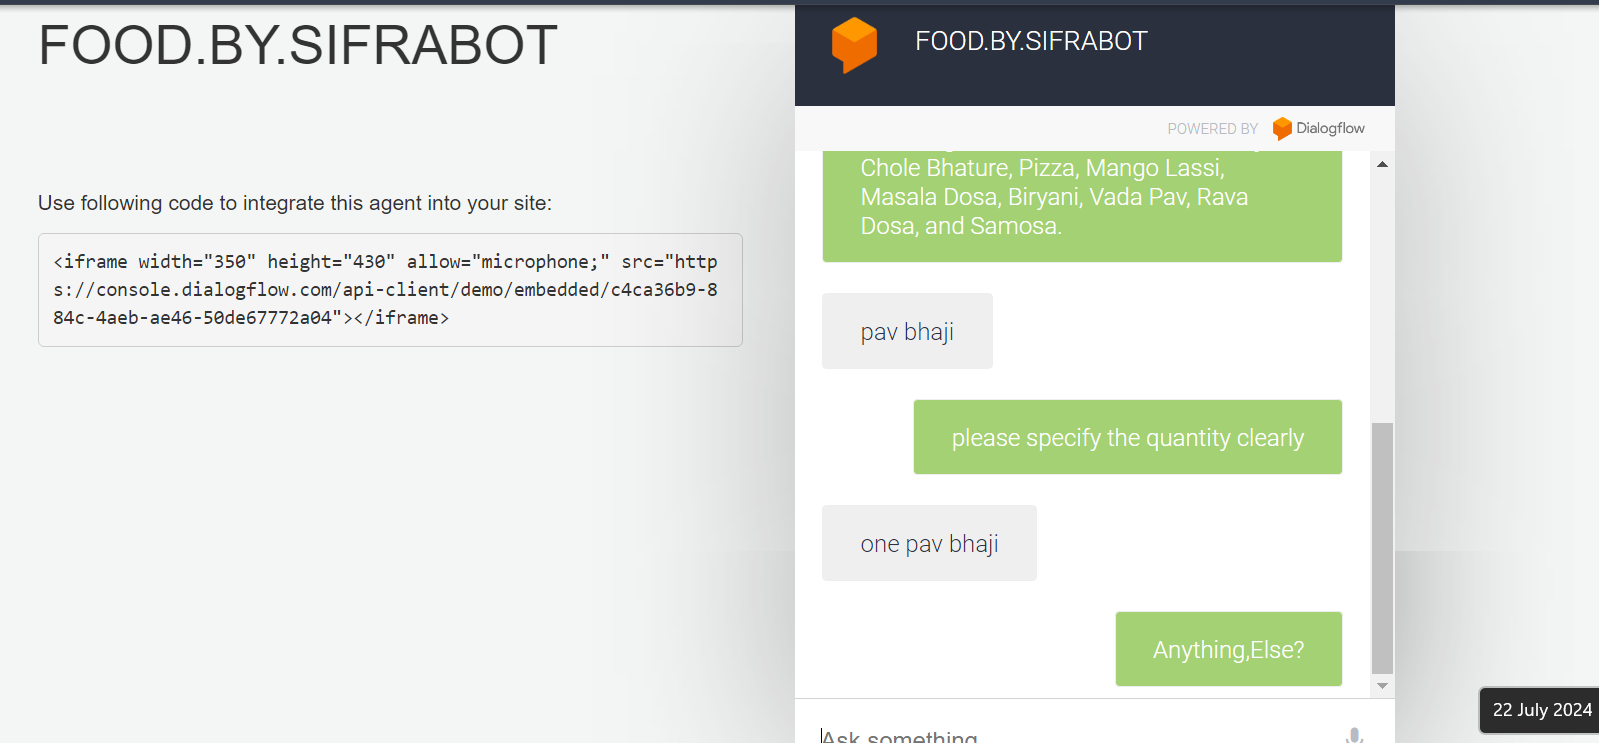 FOOD.BY.SIFRABOT
Use following code to integrate this agent into your site:
<iframe width="350" height="430" allow="microphone;" src="http
s://console.dialogflow.com/api-client/demo/embedded/c4ca36b9-8
84c-4aeb-ae46-50de67772a04"></iframe>
FOOD.BY.SIFRABOT
POWERED BY Dialogflow
Chole Bhature, Pizza, Mango Lassi,
Masala Dosa, Biryani, Vada Pav, Rava
Dosa, and Samosa.
pav bhaji
please specify the quantity clearly
one pav bhaji
Anything,Else?
Ask something
22 July 2024